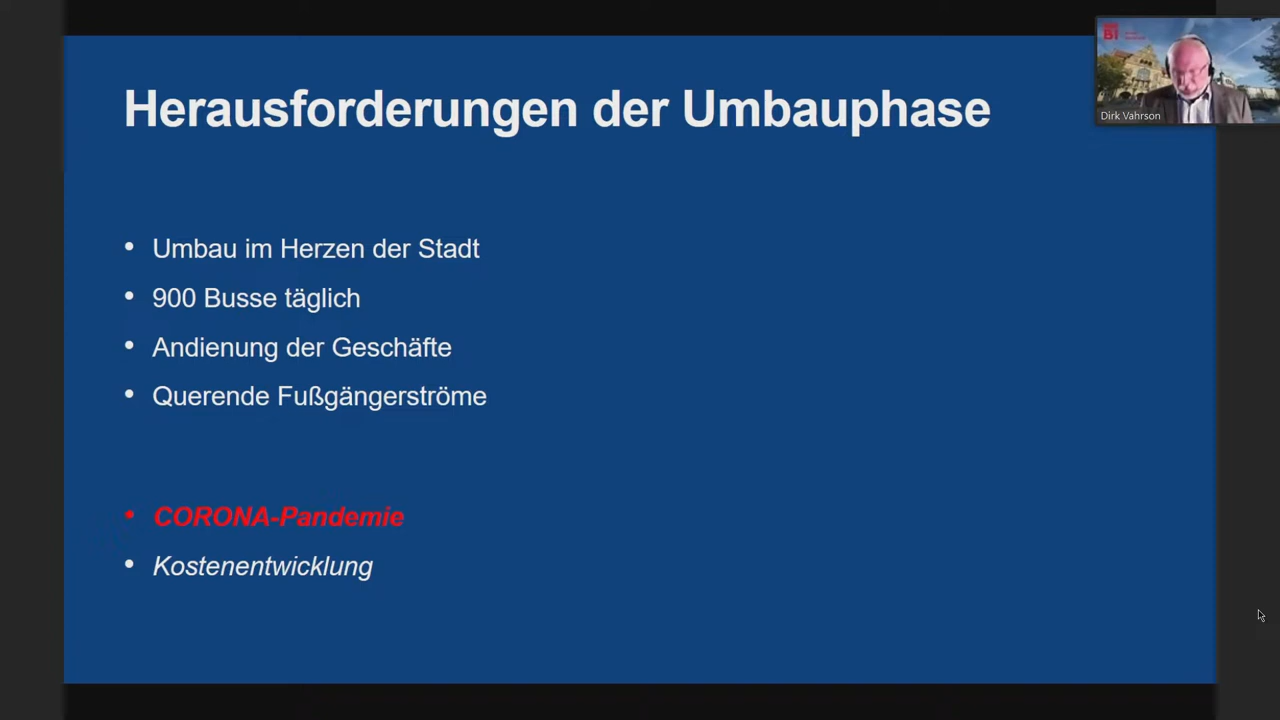 Herausforderungen der Umbauphase
• Umbau im Herzen der Stadt
• 900 Busse täglich
• Andienung der Geschäfte
• Querende Fußgängerströme
• CORONA-Pandemie
• Kostenentwicklung
BI
Dirk Vahrson